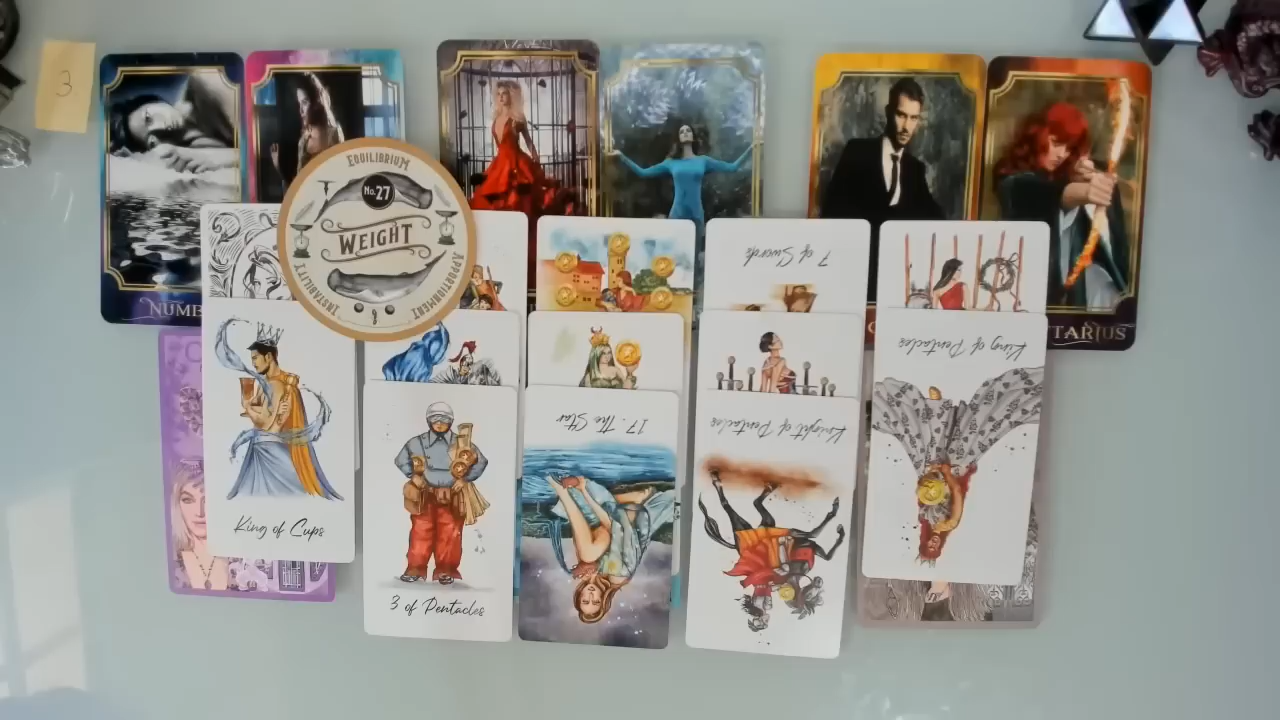 3
NUMB
EQUILIBRIUM
No.27
WEIGHT
APPORTIONMENT
&
INSTABILITY
7 of Swords
TARIUS
King of Pentacles
17. The Star
Knight of Pentacles
King of Cups
3 of Pentacles